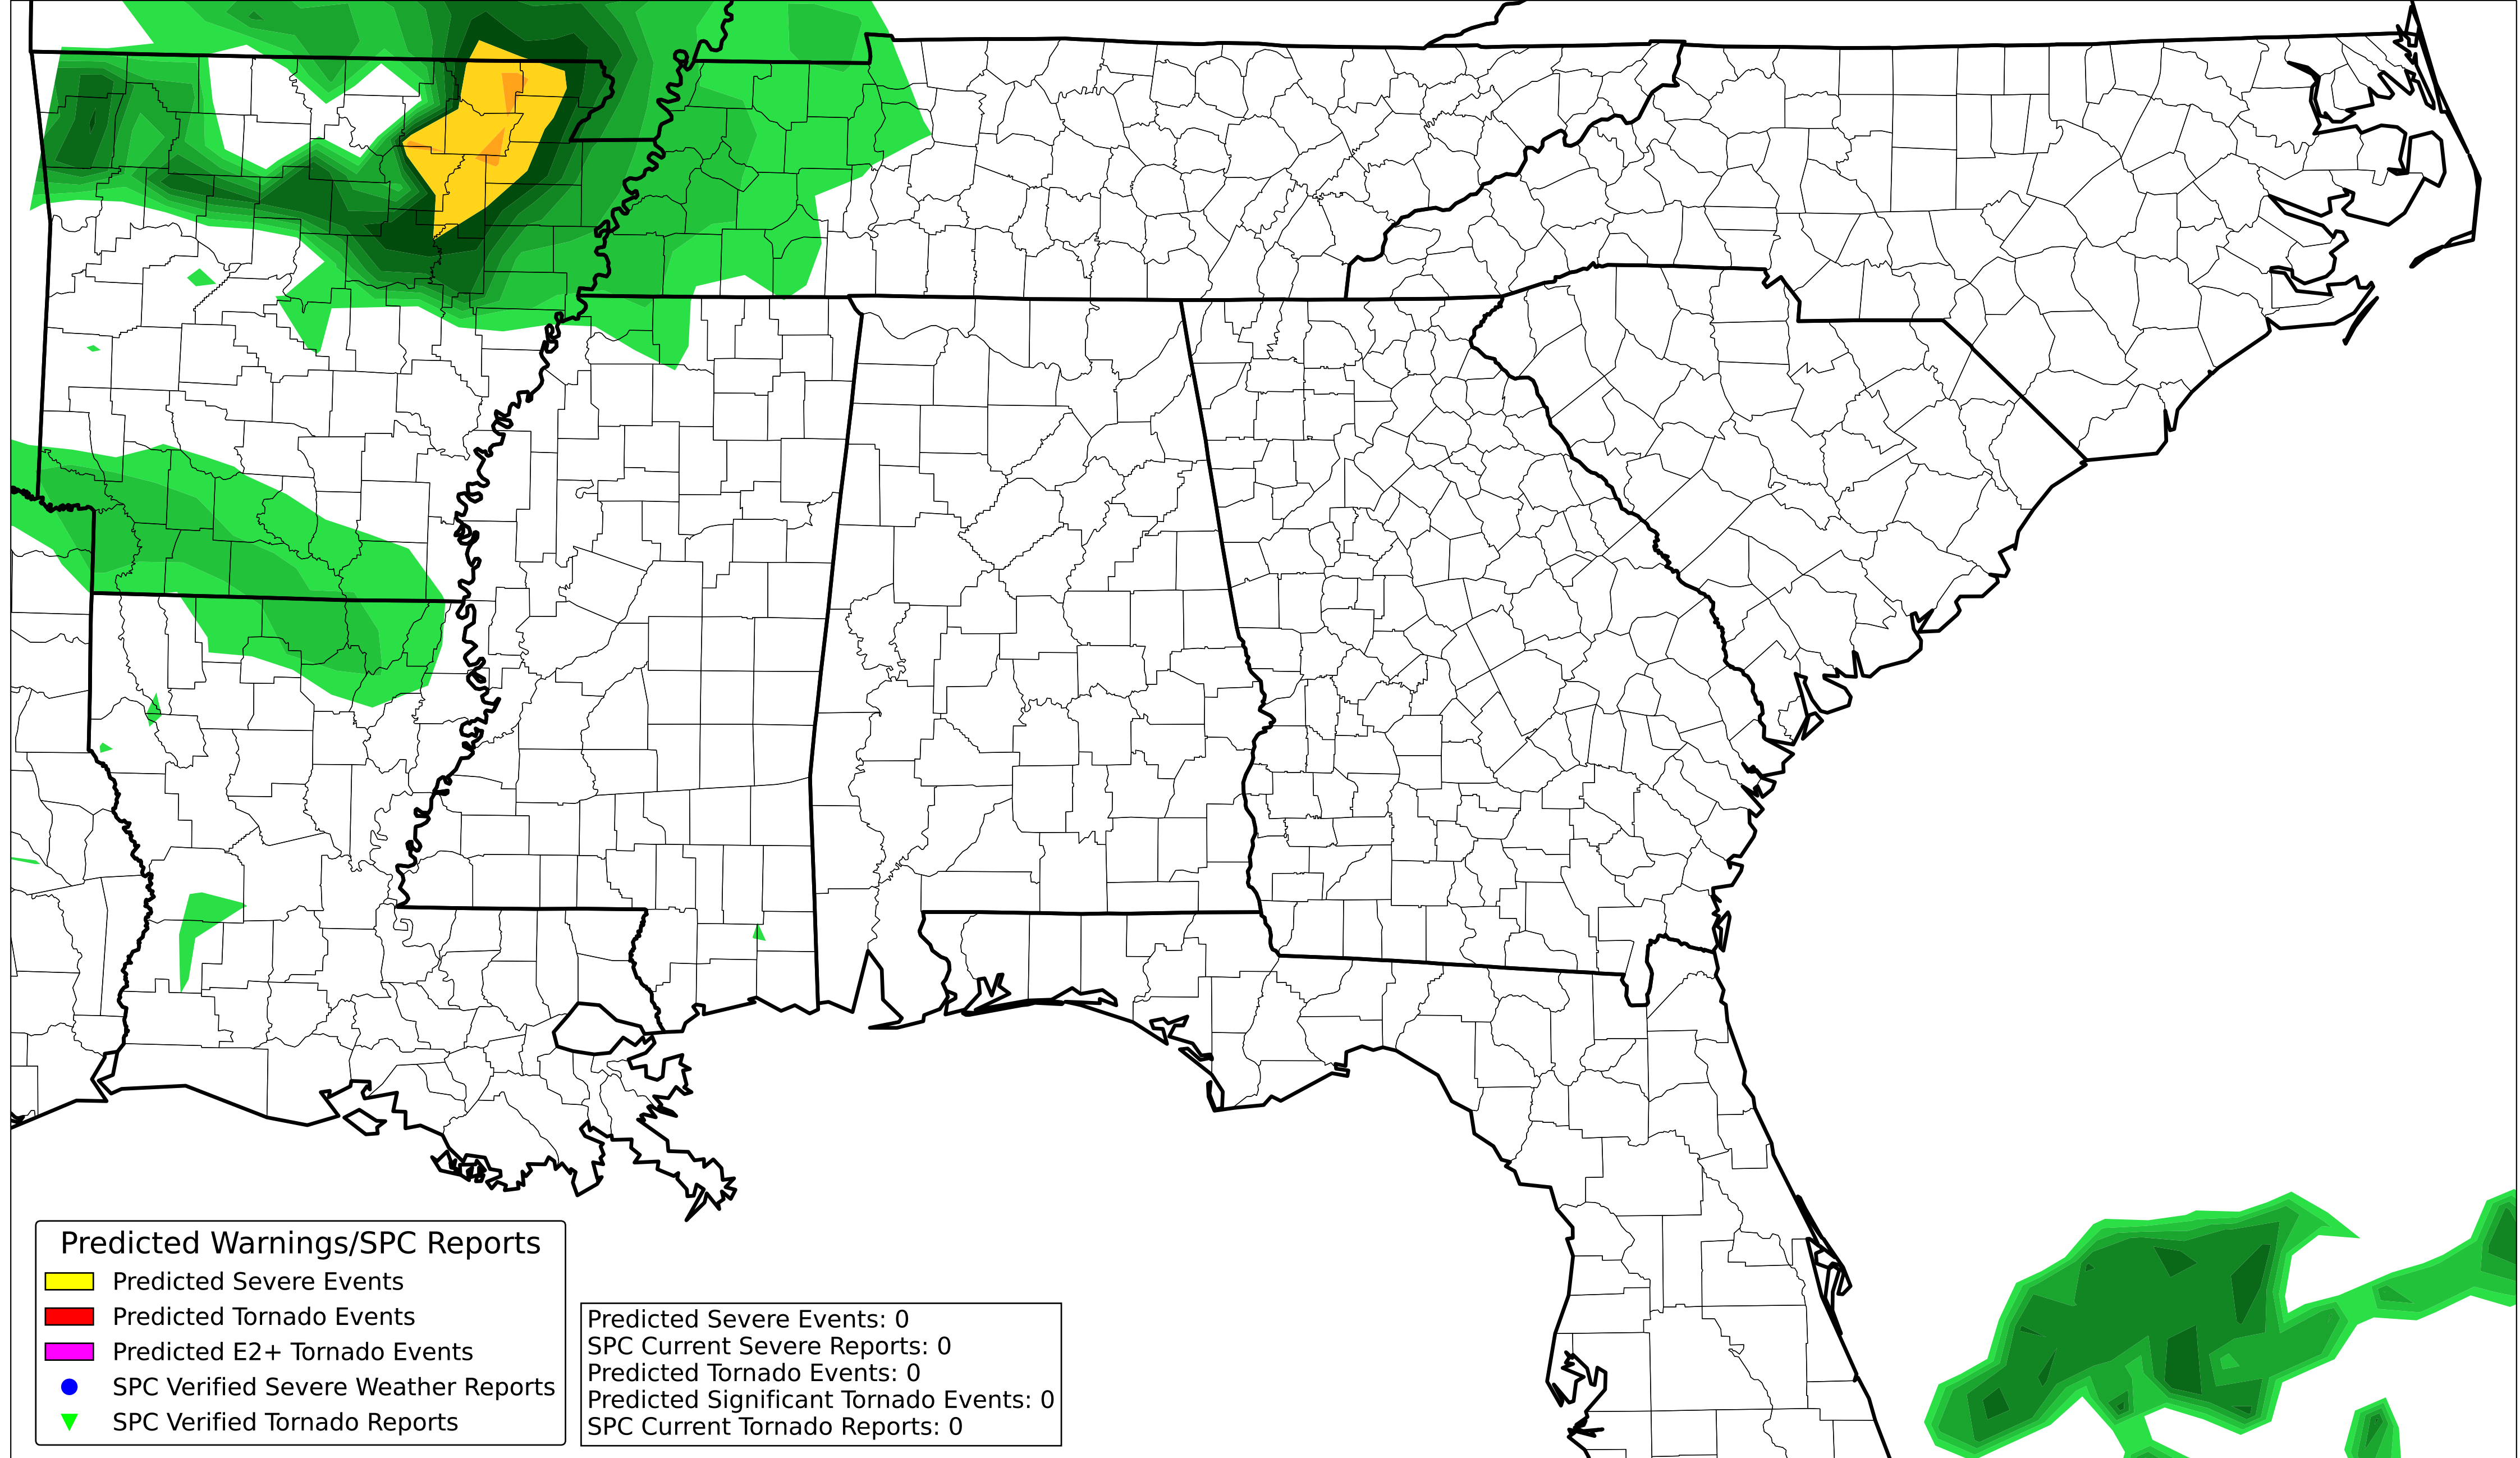 Predicted Warnings/SPC Reports
Predicted Severe Events
Predicted Tornado Events
Predicted E2+ Tornado Events
SPC Verified Severe Weather Reports
SPC Verified Tornado Reports
Predicted Severe Events: 0
SPC Current Severe Reports: 0
Predicted Tornado Events: 0
Predicted Significant Tornado Events: 0
SPC Current Tornado Reports: 0